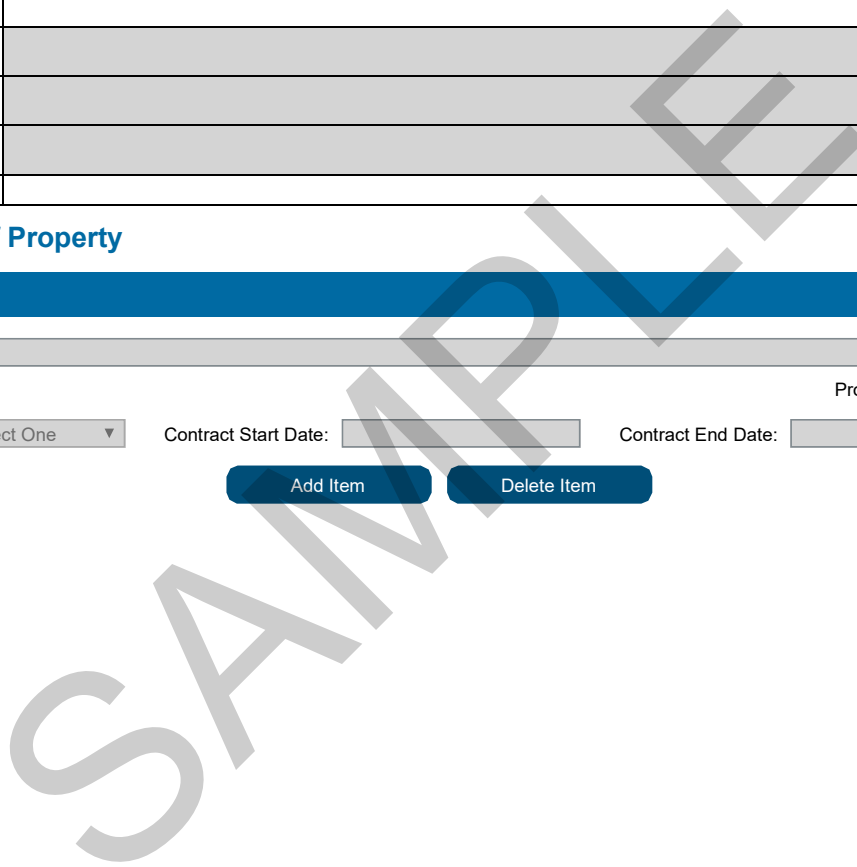 Property
Pro
ct One ▼ Contract Start Date: Contract End Date:
Add Item Delete Item
SAMPLE